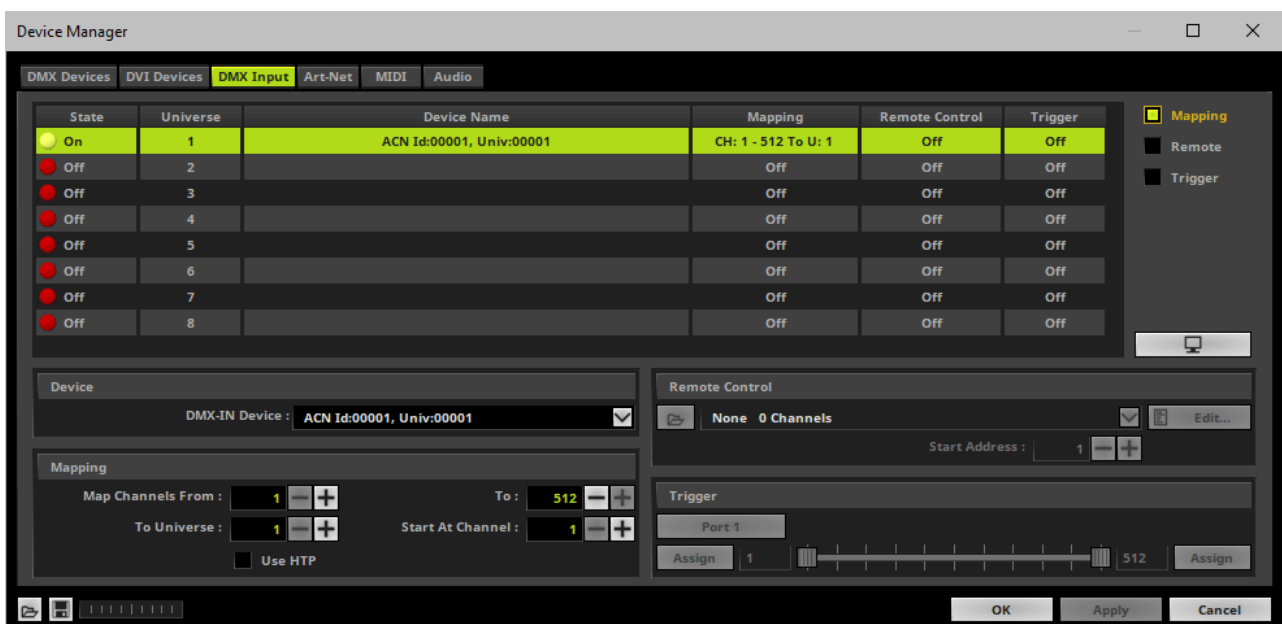 Device Manager
DMX Devices DVI Devices DMX Input Art-Net MIDI Audio
State Universe Device Name Mapping Remote Control Trigger
On 1 ACN Id:00001, Univ:00001 CH: 1 - 512 To U: 1 Off Off
Off 2 Off Off Off
Off 3 Off Off Off
Off 4 Off Off Off
Off 5 Off Off Off
Off 6 Off Off Off
Off 7 Off Off Off
Off 8 Off Off Off
Mapping
Remote
Trigger
Device
DMX-IN Device : ACN Id:00001, Univ:00001
Mapping
Map Channels From : 1 To : 512
To Universe : 1 Start At Channel : 1
Use HTP
Remote Control
None 0 Channels Edit...
Start Address : 1
Trigger
Port 1
Assign 1 512 Assign
OK Apply Cancel